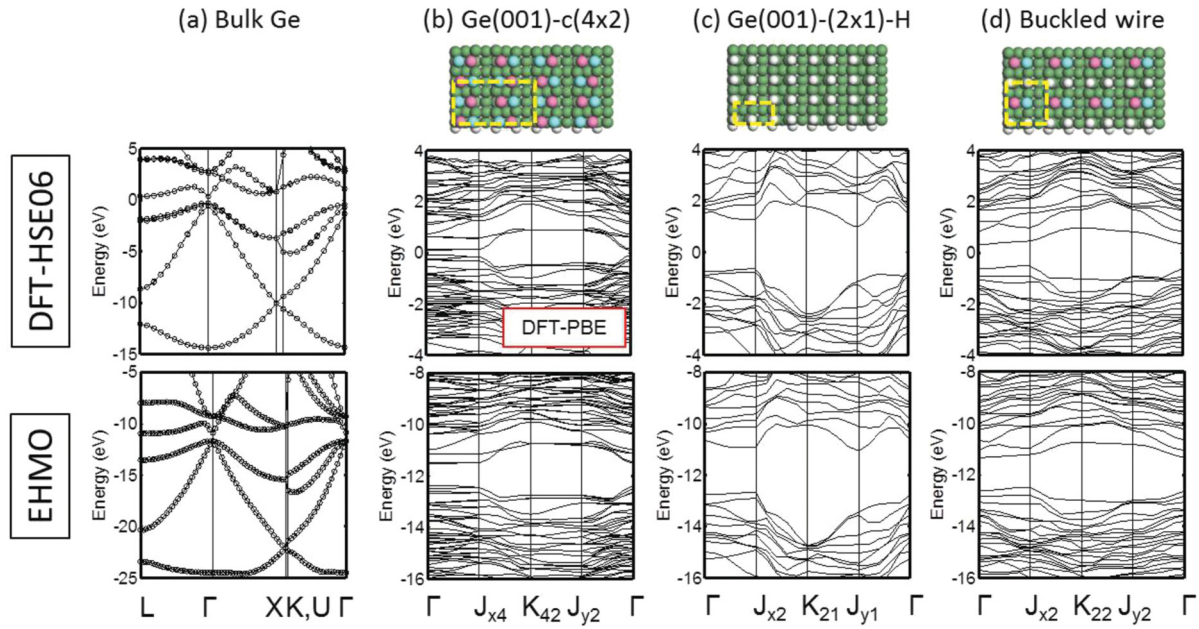 (a) Bulk Ge
(b) Ge(001)-c(4x2)
(c) Ge(001)-(2x1)-H
(d) Buckled wire
DFT-HSE06
Energy (eV)
5
0
-5
-10
-15
Energy (eV)
4
2
0
-2
-4
DFT-PBE
Energy (eV)
4
2
0
-2
-4
Energy (eV)
4
2
0
-2
-4
EHMO
Energy (eV)
-5
-10
-15
-20
-25
L Γ X K,U Γ
Energy (eV)
-8
-10
-12
-14
-16
Γ Jx4 K42 Jy2 Γ
Energy (eV)
-8
-10
-12
-14
-16
Γ Jx2 K21 Jy1 Γ
Energy (eV)
-8
-10
-12
-14
-16
Γ Jx2 K22 Jy2 Γ